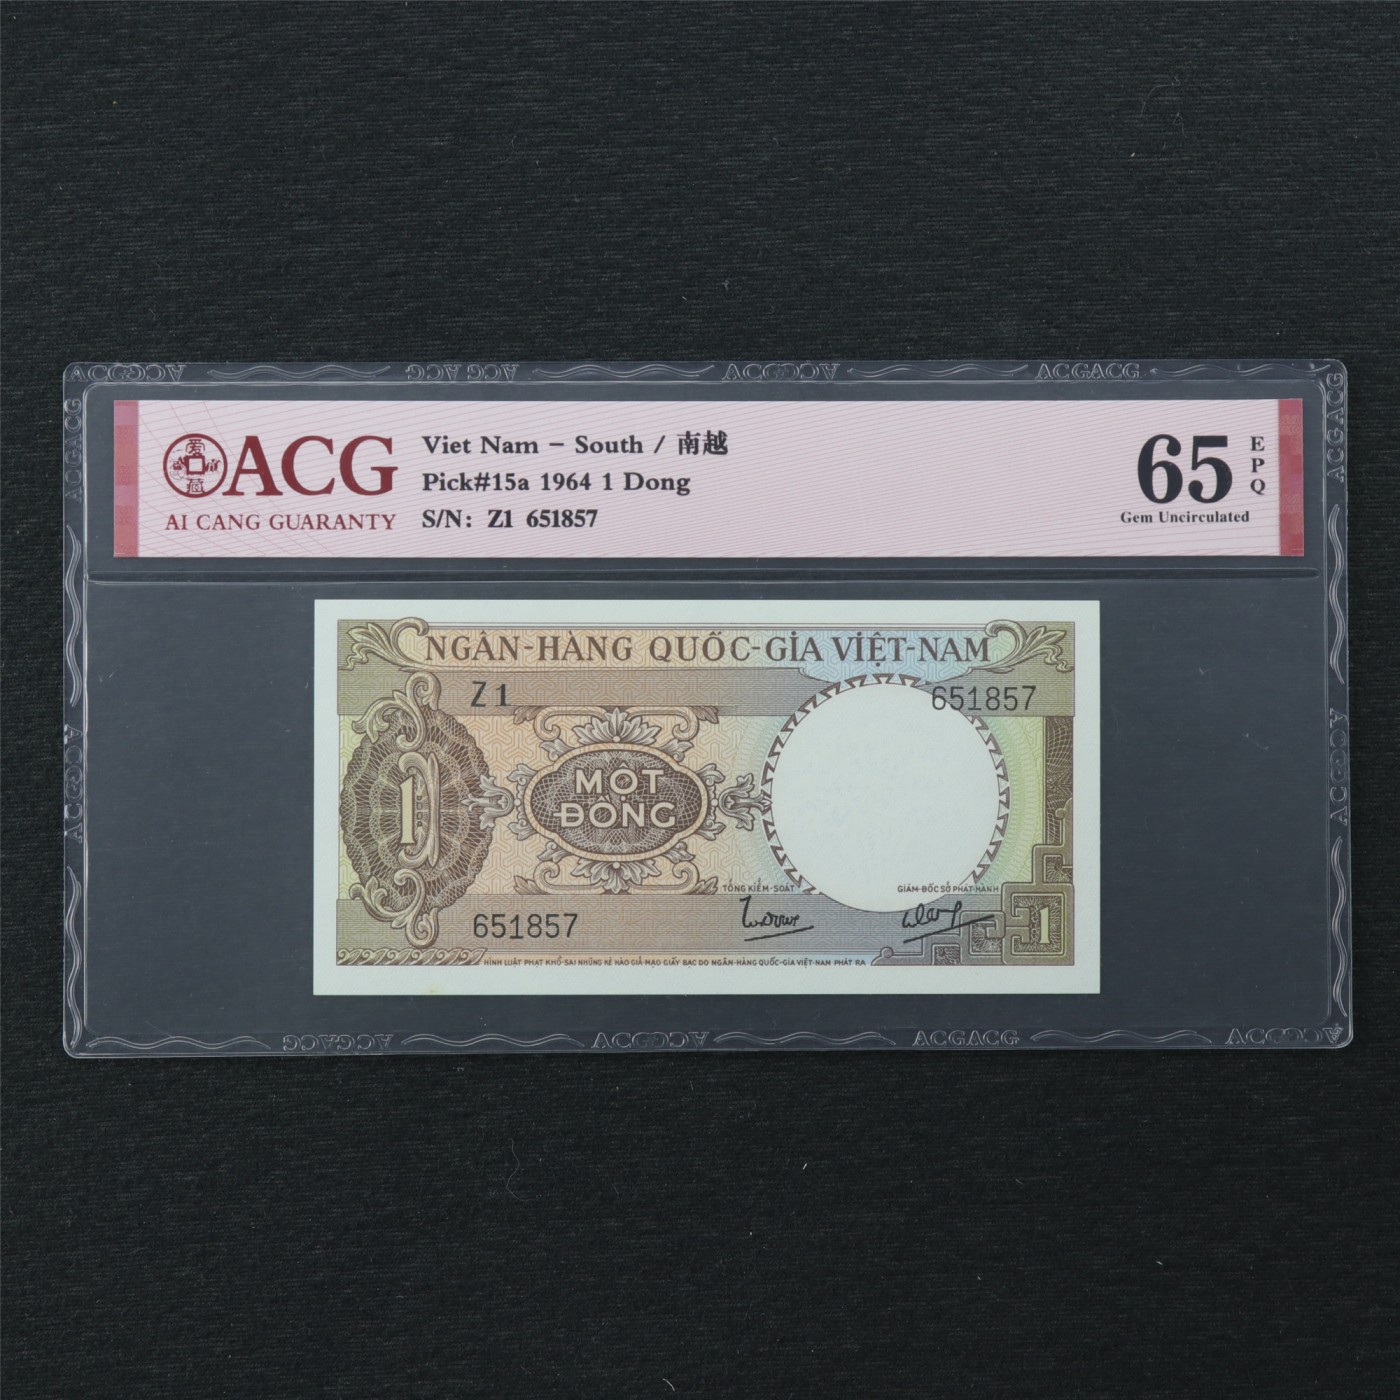 ACG
AI CANG GUARANTY
Viet Nam – South / 南越
Pick#15a 1964 1 Dong
S/N: Z1 651857
65
EPQ
Gem Uncirculated
NGÂN-HÀNG QUỐC-GIA VIỆT-NAM
Z1
651857
1
MỘT
ĐỒNG
TỔNG KIỂM-SOÁT
GIÁM-ĐỐC SỞ PHÁT-HÀNH
651857
1
HÌNH LUẬT PHẠT KHỔ-SAI NHỮNG KẺ NÀO GIẢ-MẠO GIẤY BẠC DO NGÂN-HÀNG QUỐC-GIA VIỆT-NAM PHÁT RA